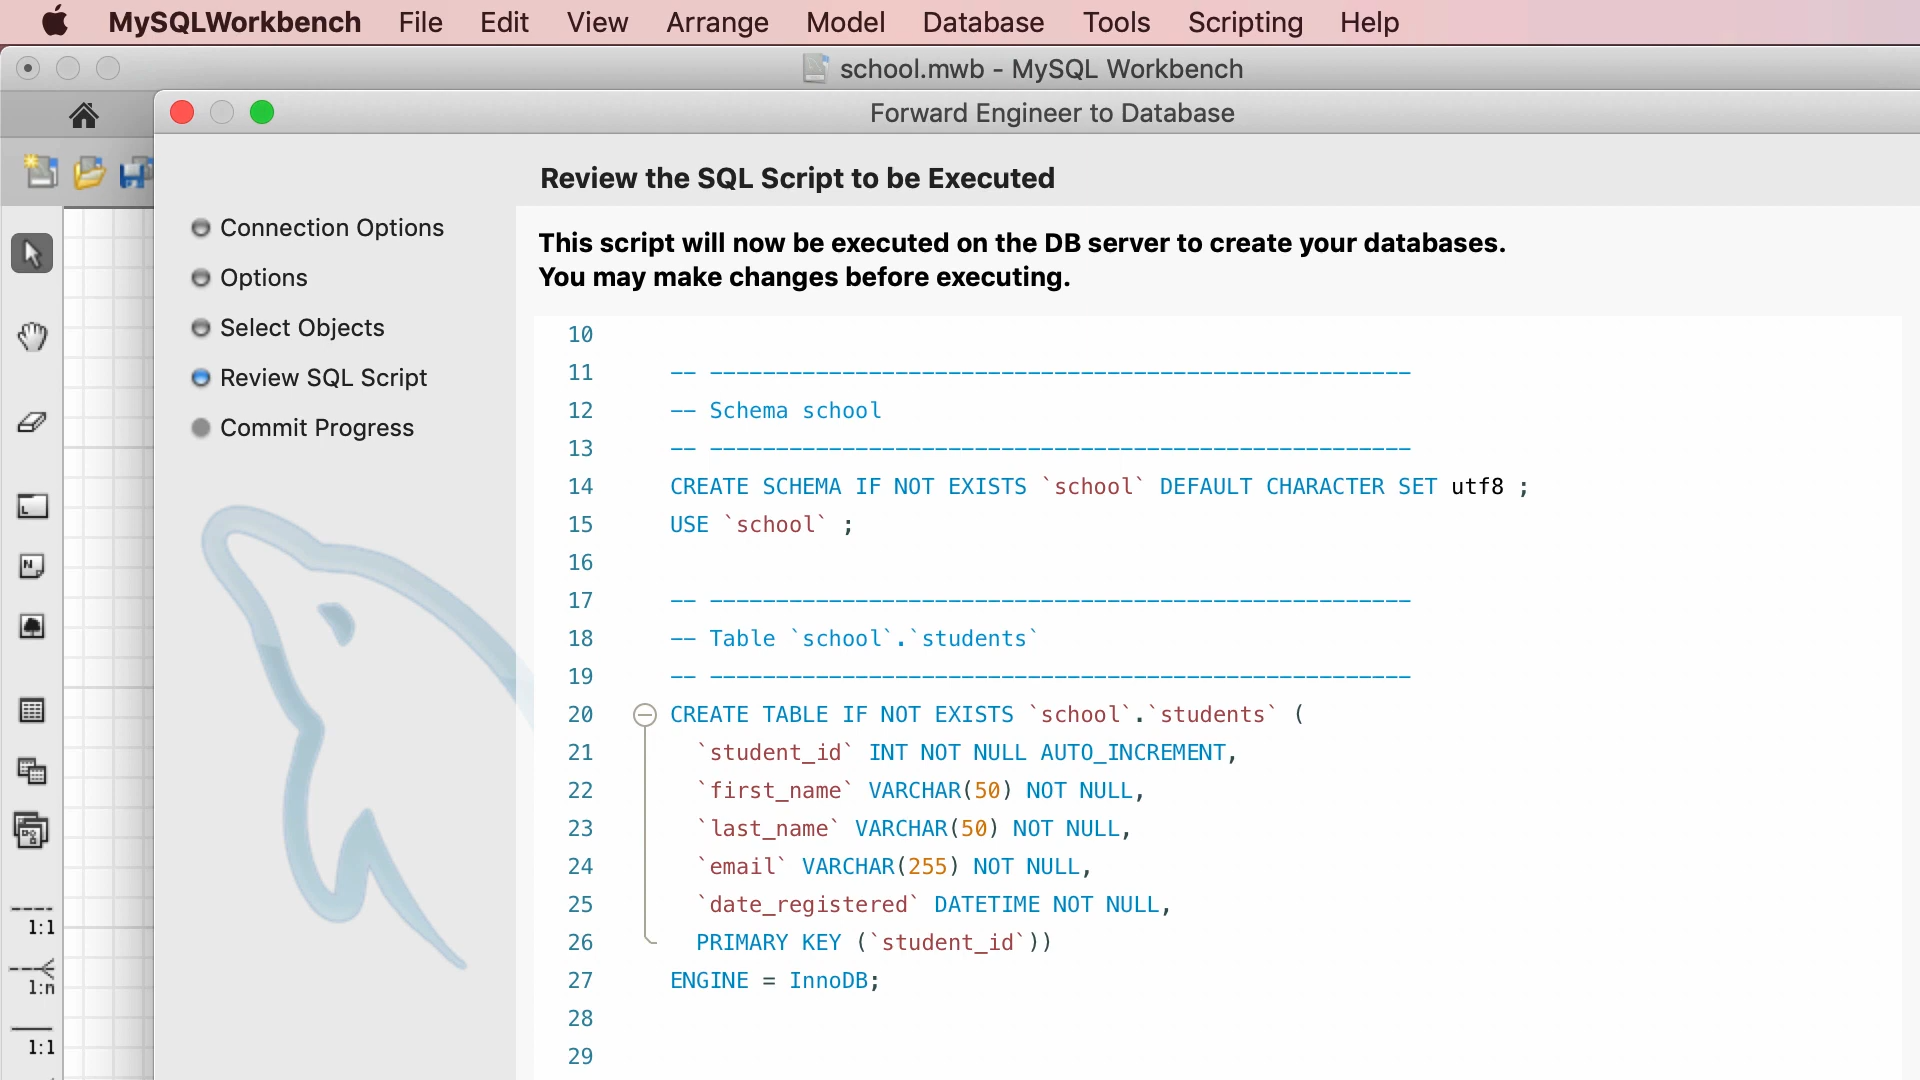 MySQLWorkbench File Edit View Arrange Model Database Tools Scripting Help
school.mwb - MySQL Workbench
Forward Engineer to Database
Review the SQL Script to be Executed
Connection Options
Options
Select Objects
Review SQL Script
Commit Progress
This script will now be executed on the DB server to create your databases.
You may make changes before executing.
10
11 -- -----------------------------------------------------
12 -- Schema school
13 -- -----------------------------------------------------
14 CREATE SCHEMA IF NOT EXISTS `school` DEFAULT CHARACTER SET utf8 ;
15 USE `school` ;
16
17 -- -----------------------------------------------------
18 -- Table `school`.`students`
19 -- -----------------------------------------------------
20 CREATE TABLE IF NOT EXISTS `school`.`students` (
21 `student_id` INT NOT NULL AUTO_INCREMENT,
22 `first_name` VARCHAR(50) NOT NULL,
23 `last_name` VARCHAR(50) NOT NULL,
24 `email` VARCHAR(255) NOT NULL,
25 `date_registered` DATETIME NOT NULL,
26 PRIMARY KEY (`student_id`))
27 ENGINE = InnoDB;
28
29
N
1:1
1:n
1:1